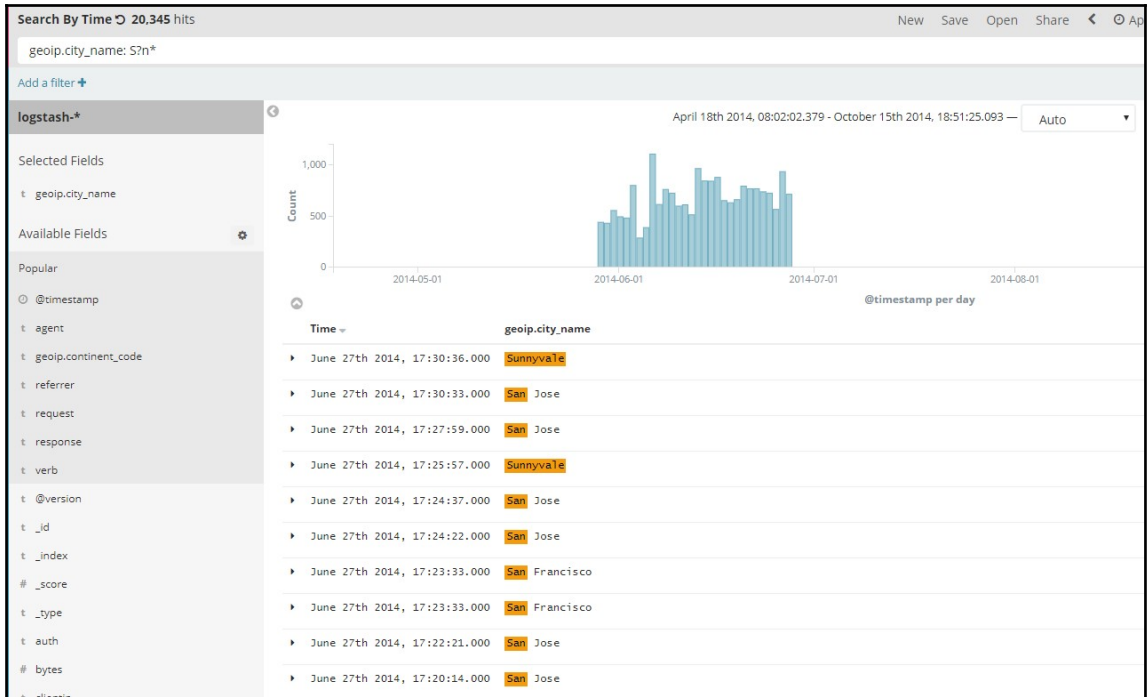 Search By Time 20,345 hits
New Save Open Share Ap
geoip.city_name: S?n*
Add a filter
logstash-*
April 18th 2014, 08:02:02.379 - October 15th 2014, 18:51:25.093 — Auto
Selected Fields
t geoip.city_name
Available Fields
Popular
@timestamp
t agent
t geoip.continent_code
t referrer
t request
t response
t verb
t @version
t _id
t _index
# _score
t _type
t auth
# bytes
Count
1,000
500
0
2014-05-01 2014-06-01 2014-07-01 2014-08-01
@timestamp per day
Time geoip.city_name
June 27th 2014, 17:30:36.000 Sunnyvale
June 27th 2014, 17:30:33.000 San Jose
June 27th 2014, 17:27:59.000 San Jose
June 27th 2014, 17:25:57.000 Sunnyvale
June 27th 2014, 17:24:37.000 San Jose
June 27th 2014, 17:24:22.000 San Jose
June 27th 2014, 17:23:33.000 San Francisco
June 27th 2014, 17:23:33.000 San Francisco
June 27th 2014, 17:22:21.000 San Jose
June 27th 2014, 17:20:14.000 San Jose